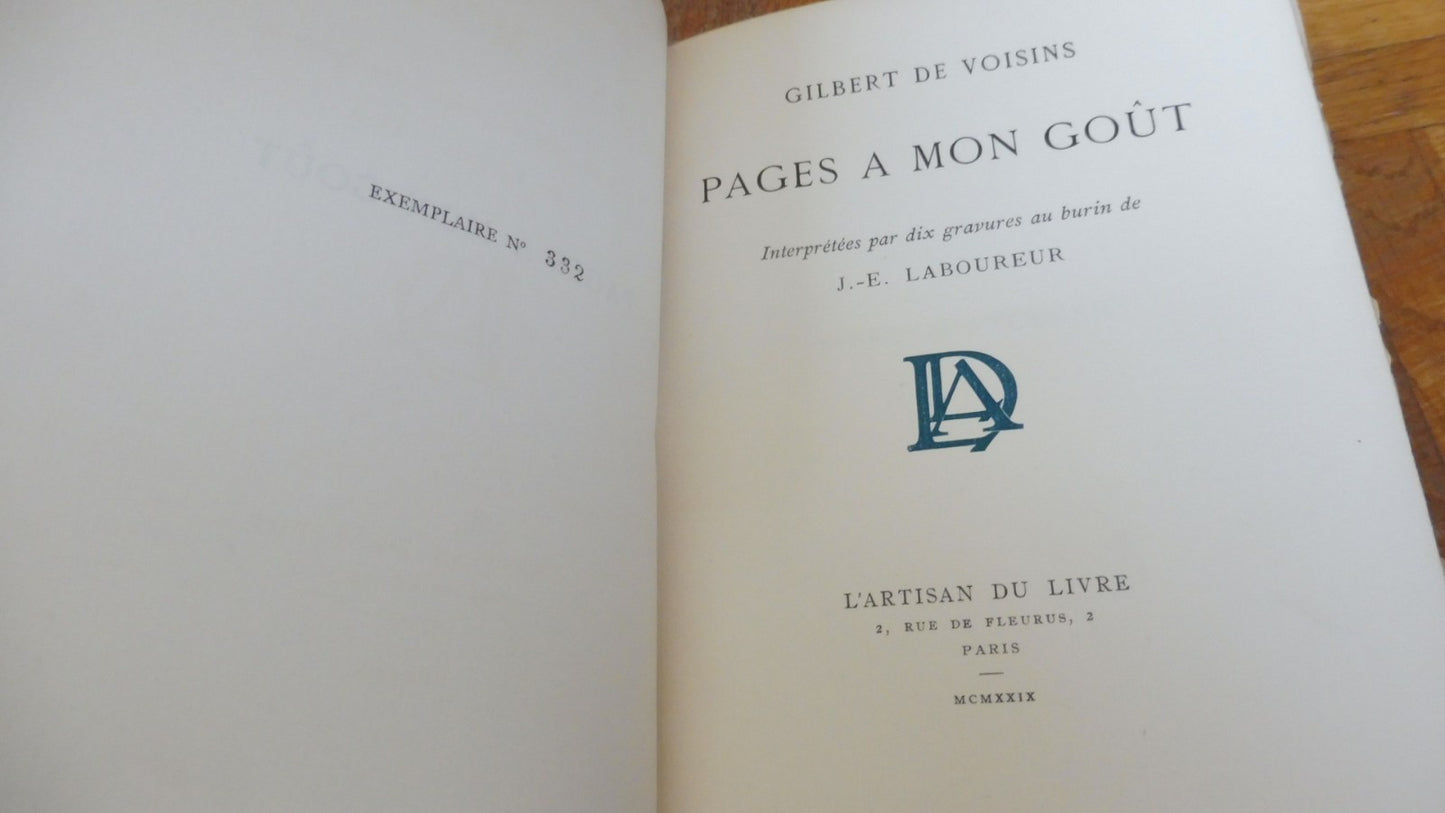 EXEMPLAIRE Nº 332
GILBERT DE VOISINS
PAGES A MON GOÛT
Interprétées par dix gravures au burin de
J.-E. LABOUREUR
L'ARTISAN DU LIVRE
2, RUE DE FLEURUS, 2
PARIS
MCMXXIX